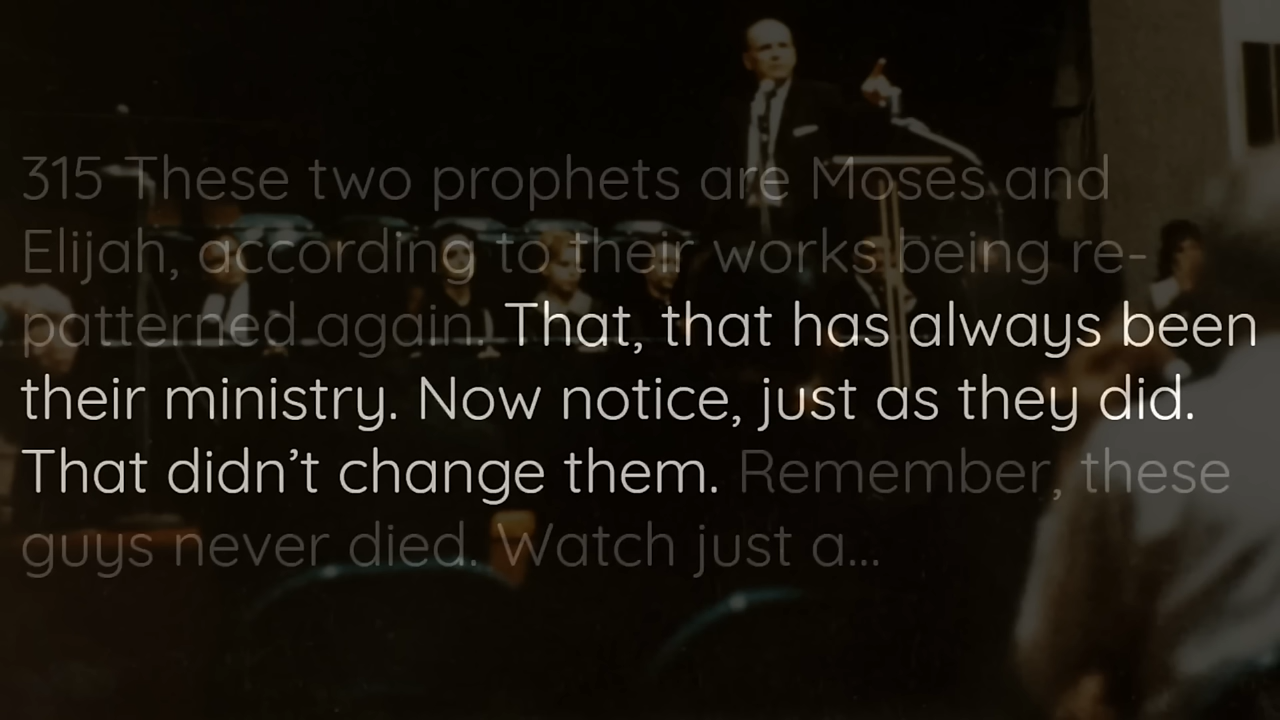 315 These two prophets are Moses and
Elijah, according to their works being re-
patterned again. That, that has always been
their ministry. Now notice, just as they did.
That didn’t change them. Remember, these
guys never died. Watch just a...